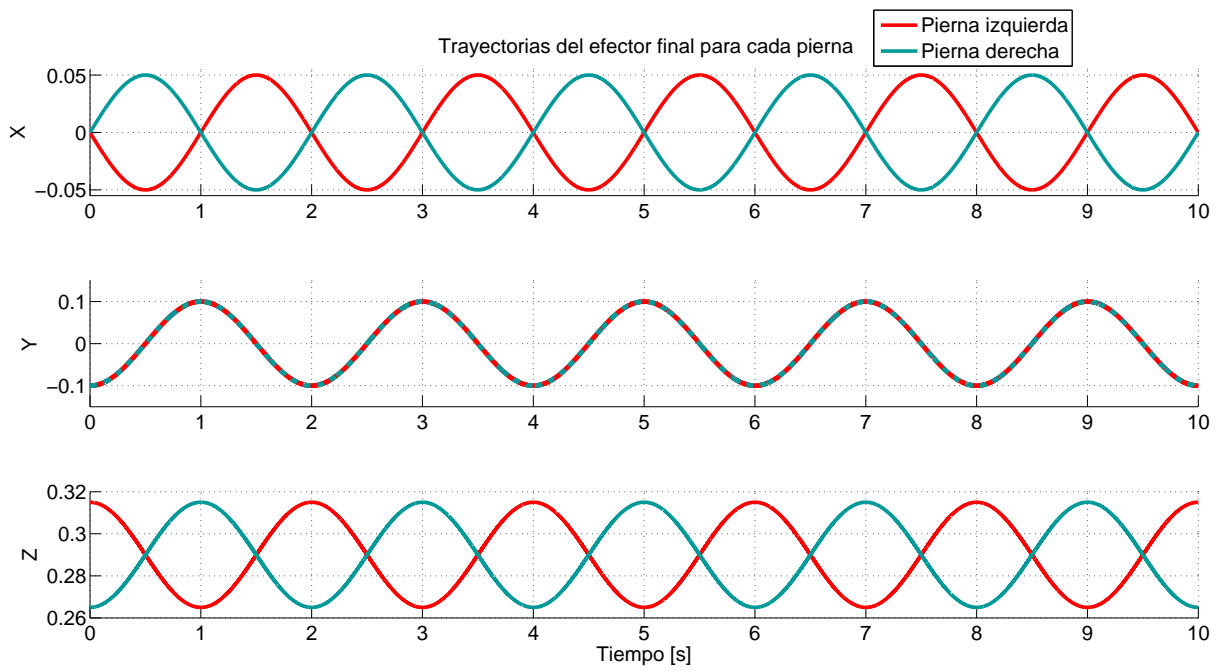 Pierna izquierda
Trayectorias del efector final para cada pierna
Pierna derecha
0.05
0
−0.05
X
0 1 2 3 4 5 6 7 8 9 10
0.1
0
−0.1
Y
0 1 2 3 4 5 6 7 8 9 10
0.32
0.3
0.28
0.26
Z
0 1 2 3 4 5 6 7 8 9 10
Tiempo [s]